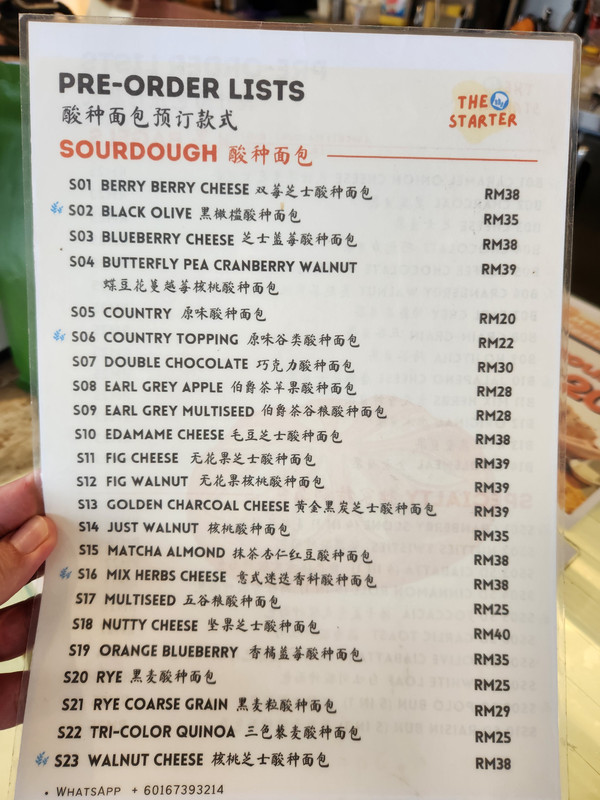 PRE-ORDER LISTS
酸种面包预订款式
THE STARTER
SOURDOUGH 酸种面包
S01 BERRY BERRY CHEESE 双莓芝士酸种面包 RM38
S02 BLACK OLIVE 黑橄榄酸种面包 RM35
S03 BLUEBERRY CHEESE 芝士蓝莓酸种面包 RM38
S04 BUTTERFLY PEA CRANBERRY WALNUT RM39
蝶豆花蔓越莓核桃酸种面包
S05 COUNTRY 原味酸种面包 RM20
S06 COUNTRY TOPPING 原味谷类酸种面包 RM22
S07 DOUBLE CHOCOLATE 巧克力酸种面包 RM30
S08 EARL GREY APPLE 伯爵茶苹果酸种面包 RM28
S09 EARL GREY MULTISEED 伯爵茶谷粮酸种面包 RM28
S10 EDAMAME CHEESE 毛豆芝士酸种面包 RM38
S11 FIG CHEESE 无花果芝士酸种面包 RM39
S12 FIG WALNUT 无花果核桃酸种面包 RM39
S13 GOLDEN CHARCOAL CHEESE 黄金黑炭芝士酸种面包 RM39
S14 JUST WALNUT 核桃酸种面包 RM35
S15 MATCHA ALMOND 抹茶杏仁红豆酸种面包 RM38
S16 MIX HERBS CHEESE 意式迷迭香料酸种面包 RM38
S17 MULTISEED 五谷粮酸种面包 RM25
S18 NUTTY CHEESE 坚果芝士酸种面包 RM40
S19 ORANGE BLUEBERRY 香橘蓝莓酸种面包 RM35
S20 RYE 黑麦酸种面包 RM25
S21 RYE COARSE GRAIN 黑麦粒酸种面包 RM29
S22 TRI-COLOR QUINOA 三色藜麦酸种面包 RM25
S23 WALNUT CHEESE 核桃芝士酸种面包 RM38
• WHATSAPP + 60167393214